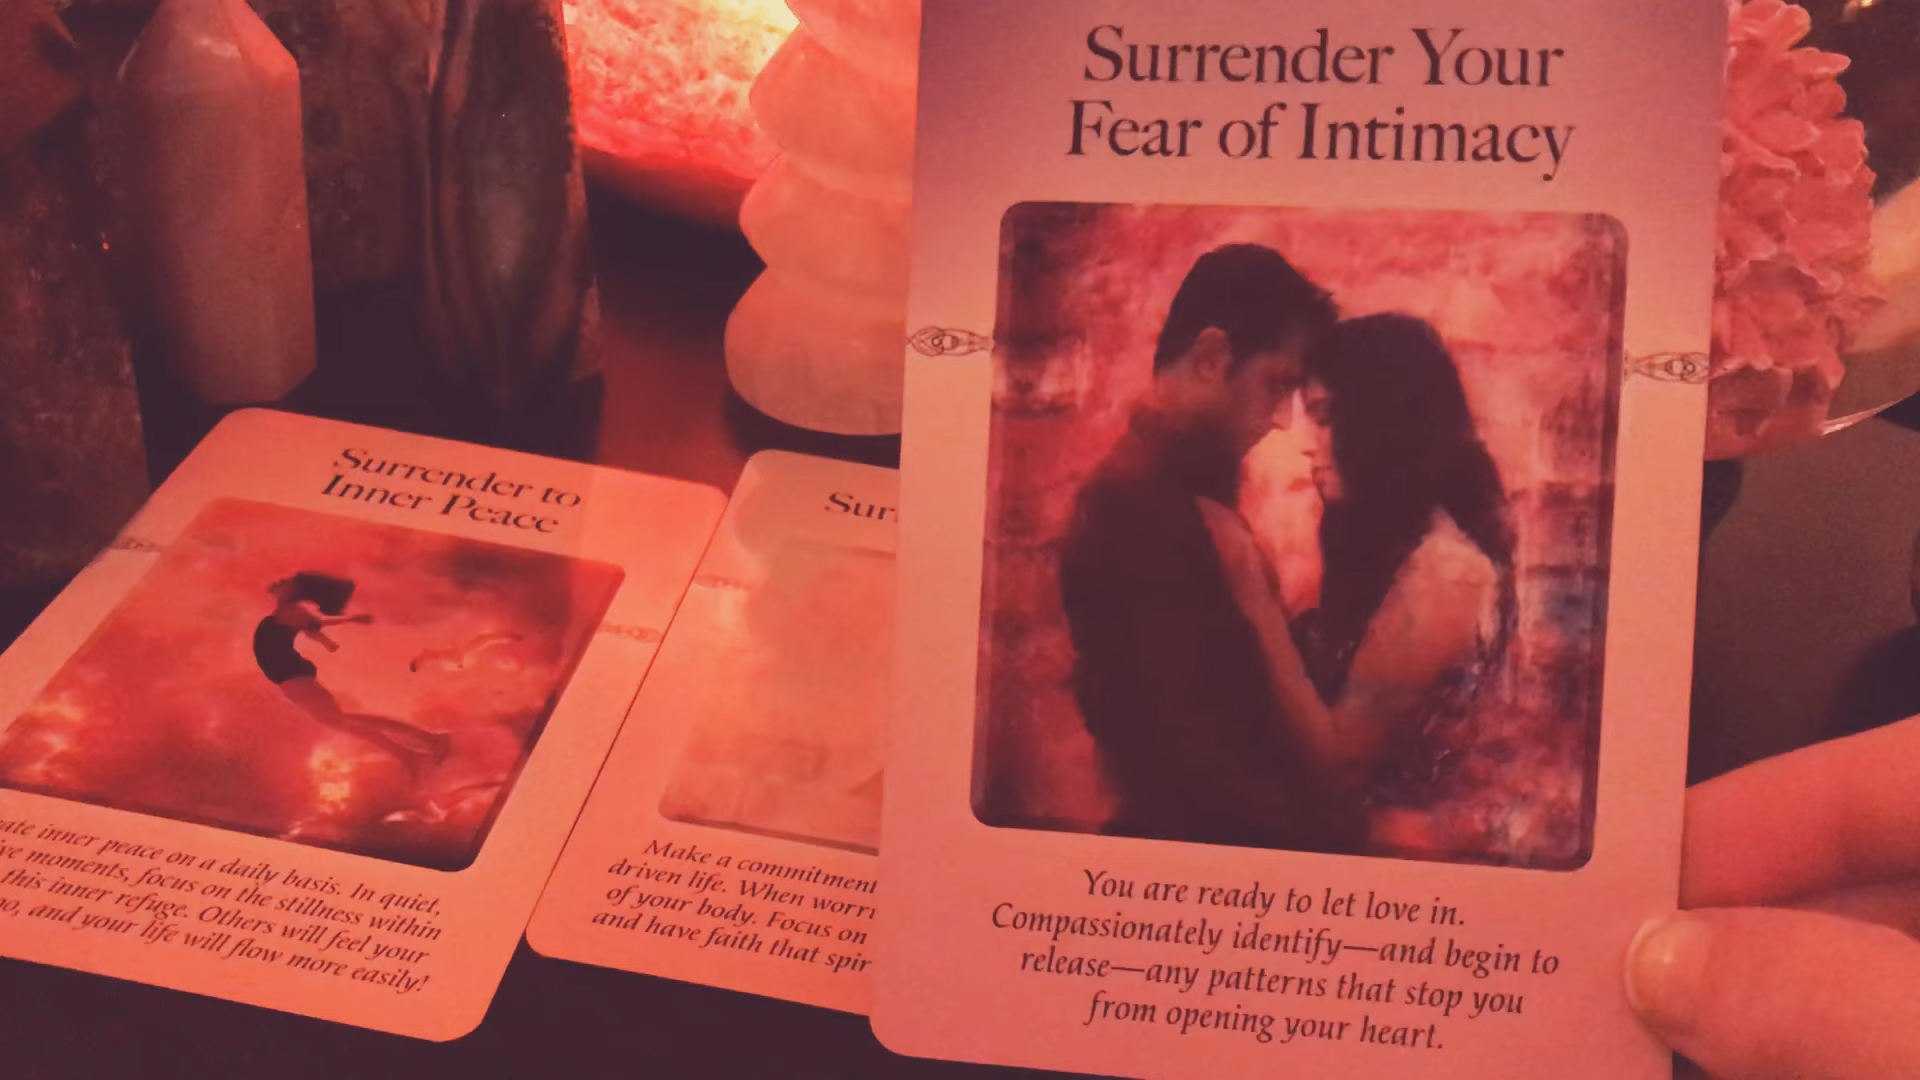 Surrender Your
Fear of Intimacy
You are ready to let love in.
Compassionately identify—and begin to
release—any patterns that stop you
from opening your heart.
Surrender to
Inner Peace
inner peace on a daily basis. In quiet,
moments, focus on the stillness within
this inner refuge. Others will feel your
and your life will flow more easily!
Make a commitment
driven life. When
of your body. Focus on
and have faith that